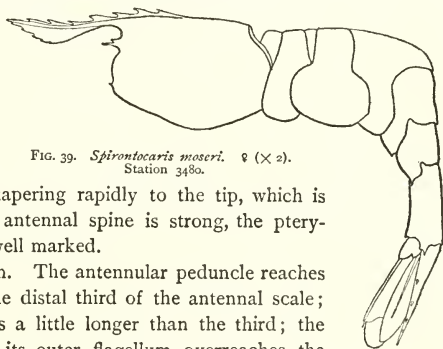 FIG. 39. Spirontocaris moseri. ♀ (X 2).
Station 3480.
apering rapidly to the tip, which is
antennal spine is strong, the ptery-
well marked.
The antennular peduncle reaches
distal third of the antennal scale;
a little longer than the third; the
its outer flagellum overreaches the